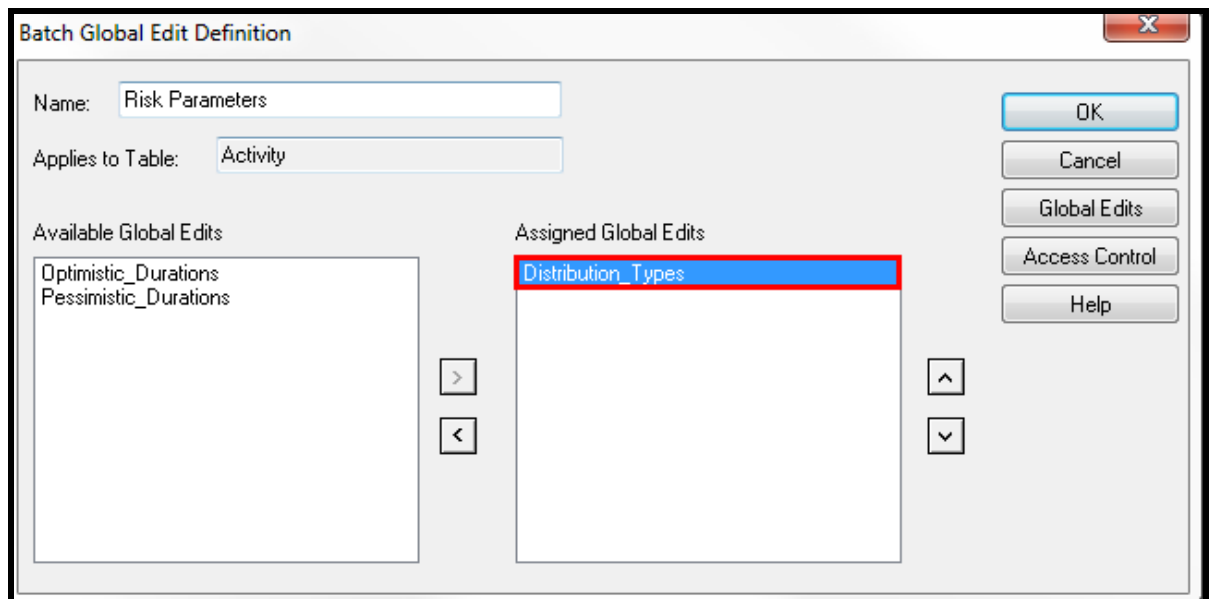 Batch Global Edit Definition
Name: Risk Parameters
OK
Applies to Table: Activity
Cancel
Global Edits
Available Global Edits
Assigned Global Edits
Access Control
Optimistic_Durations
Distribution_Types
Pessimistic_Durations
Help